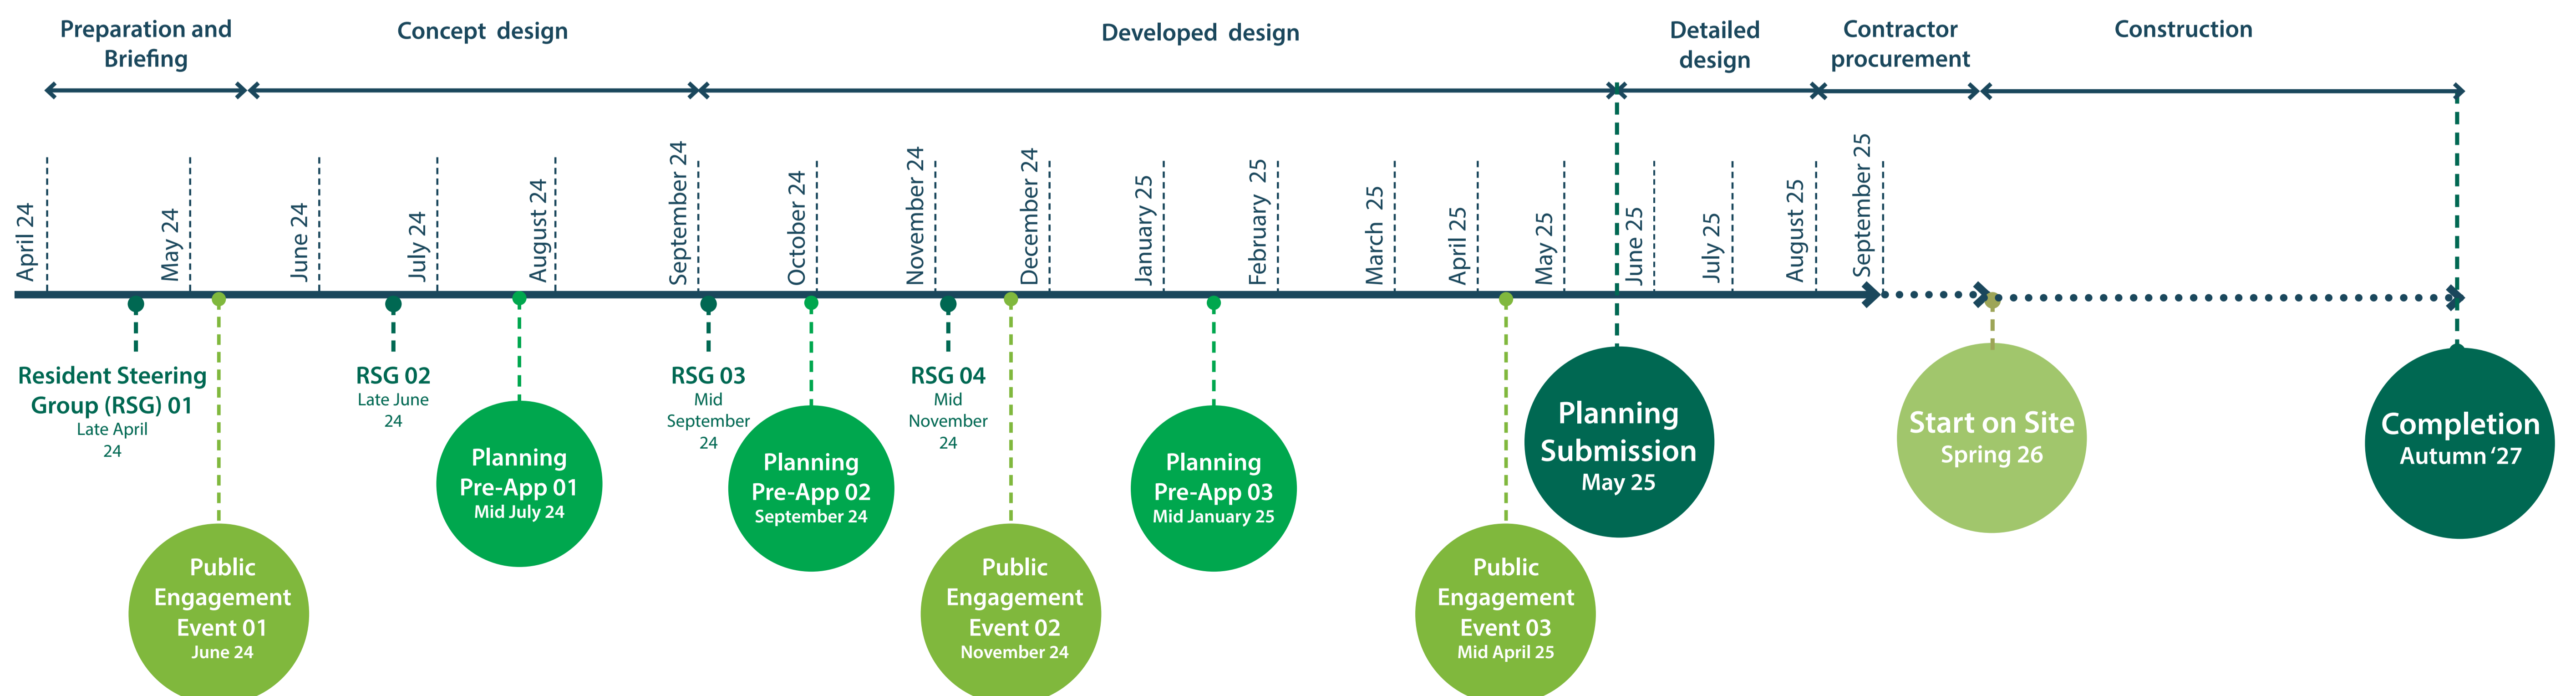 Preparation and
Briefing
Concept design
Developed design
Detailed
design
Contractor
procurement
Construction
April 24
May 24
June 24
July 24
August 24
September 24
October 24
November 24
December 24
January 25
February 25
March 25
April 25
May 25
June 25
July 25
August 25
September 25
Resident Steering
Group (RSG) 01
Late April
24
Public
Engagement
Event 01
June 24
RSG 02
Late June
24
Planning
Pre-App 01
Mid July 24
RSG 03
Mid
September
24
Planning
Pre-App 02
September 24
RSG 04
Mid
November
24
Public
Engagement
Event 02
November 24
Planning
Pre-App 03
Mid January 25
Public
Engagement
Event 03
Mid April 25
Planning
Submission
May 25
Start on Site
Spring 26
Completion
Autumn ‘27